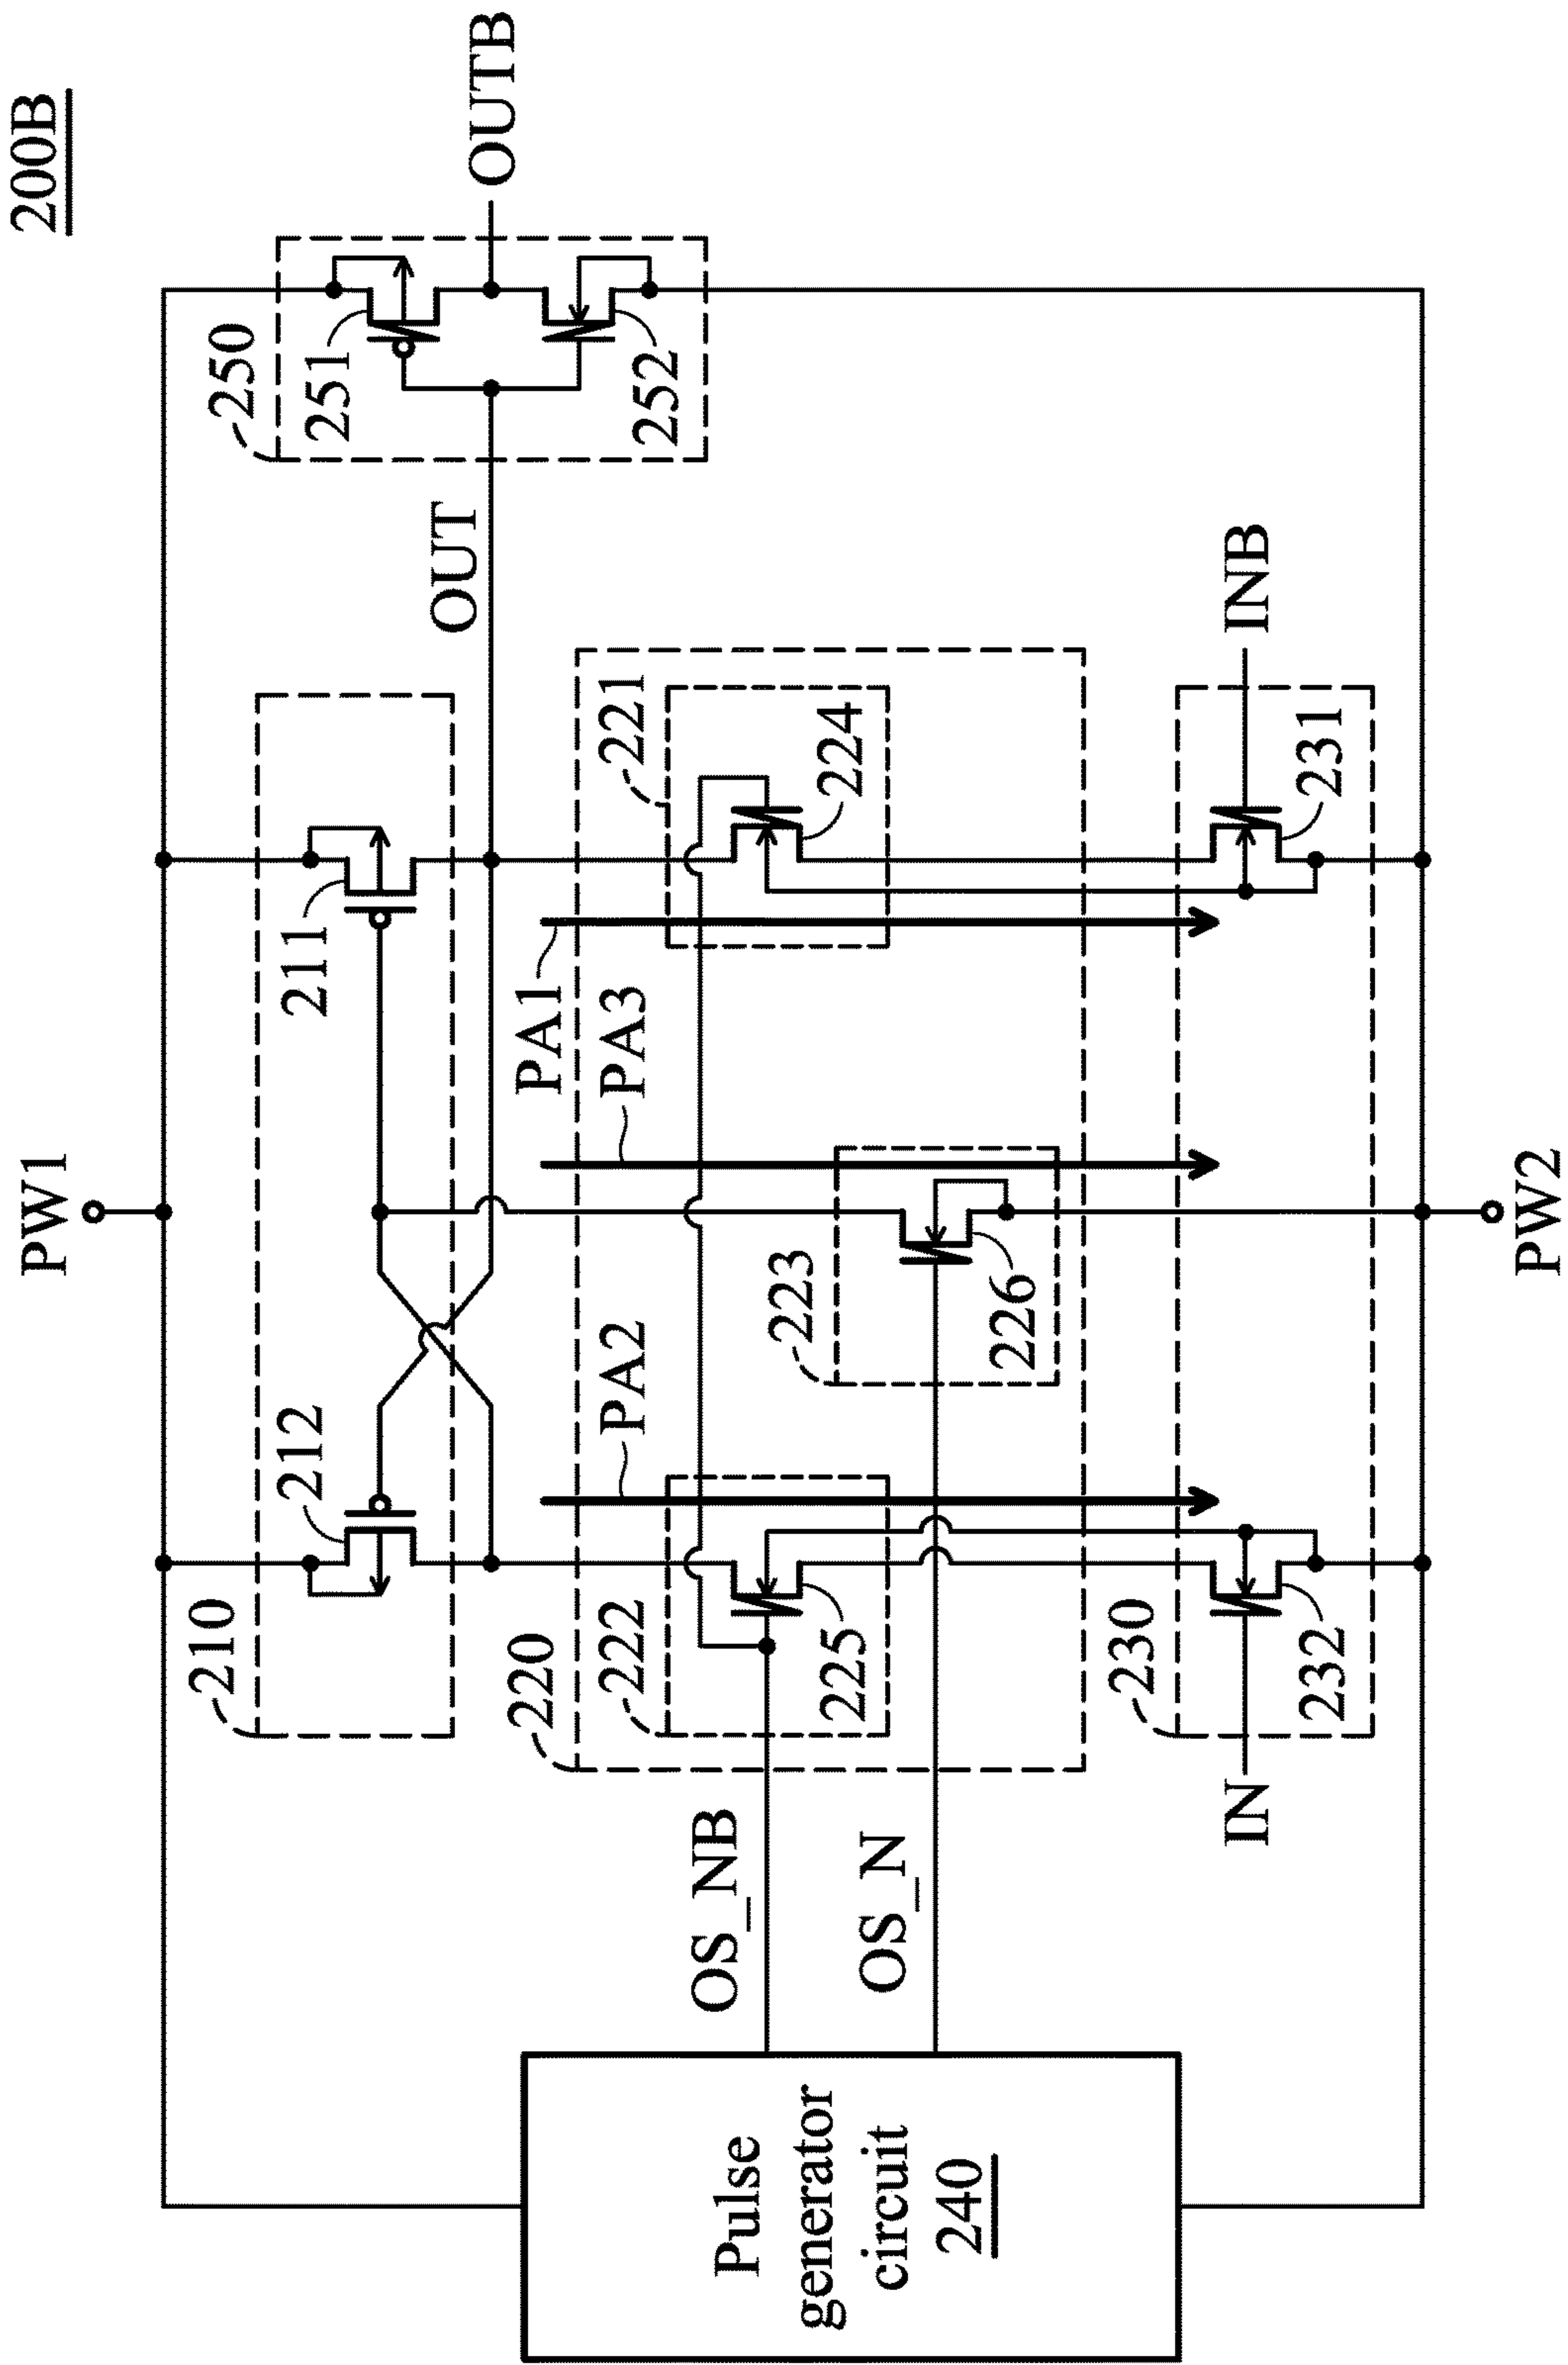 200B
PW1
210
212
211
250
251
252
OUT
OUTB
PA1
PA2
PA3
220
222
225
221
224
223
226
OS_NB
OS_N
Pulse
generator
circuit
240
230
IN
232
231
INB
PW2